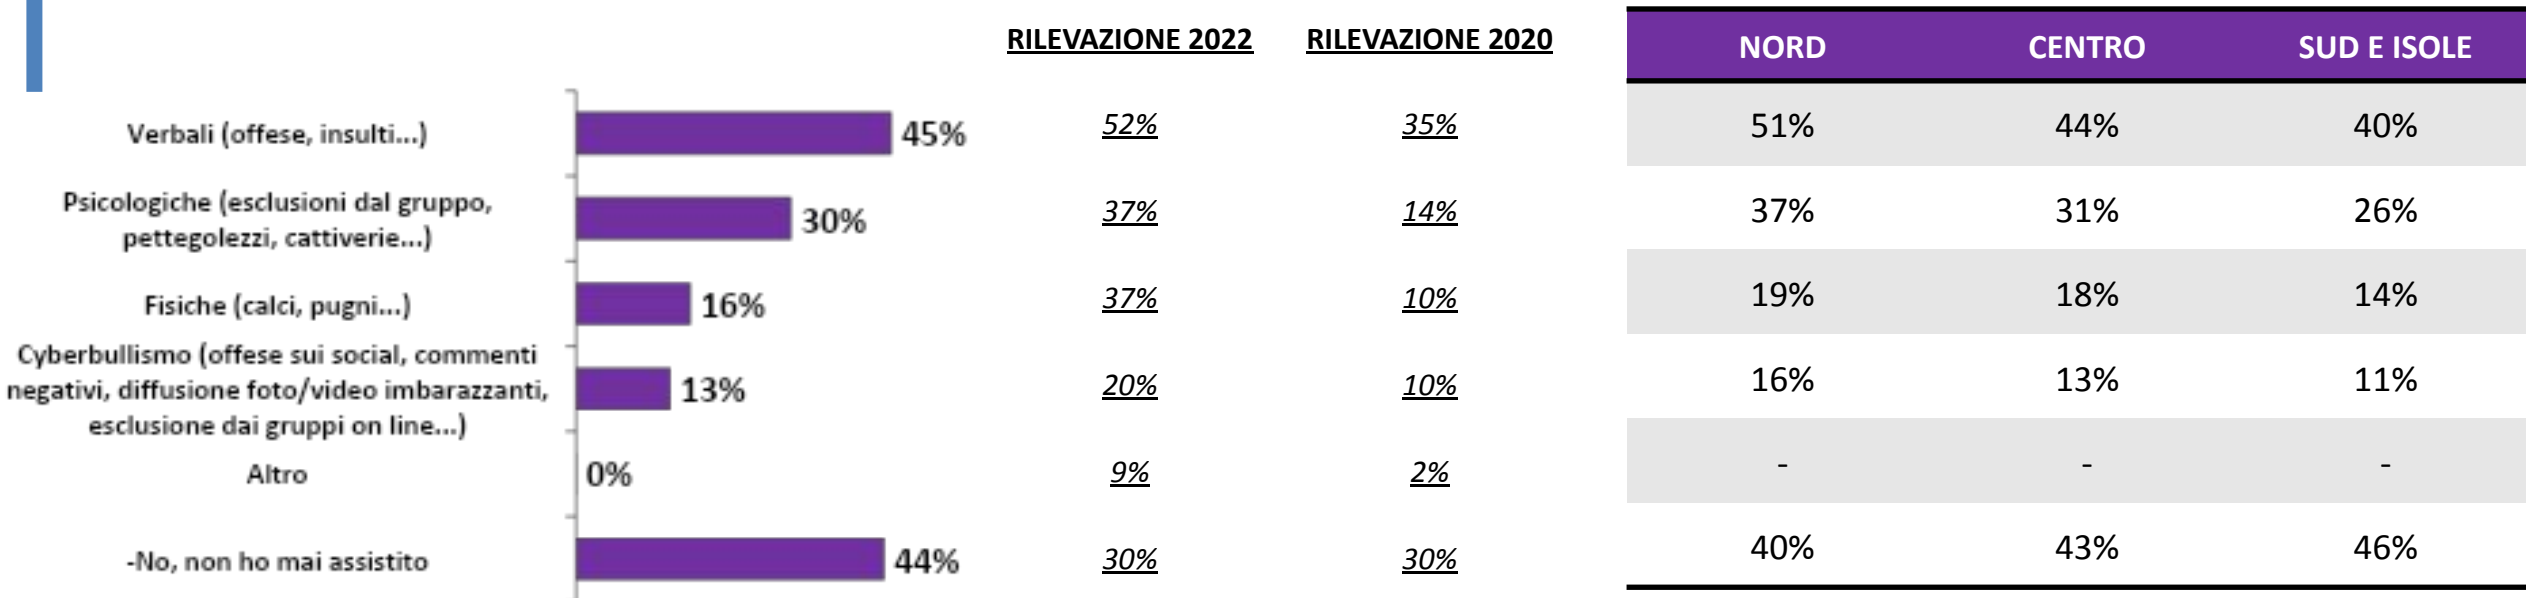 RILEVAZIONE 2022 RILEVAZIONE 2020 NORD CENTRO SUD E ISOLE
Verbali (offese, insulti...) 45% 52% 35% 51% 44% 40%
Psicologiche (esclusioni dal gruppo,
pettegolezzi, cattiverie...) 30% 37% 14% 37% 31% 26%
Fisiche (calci, pugni...) 16% 37% 10% 19% 18% 14%
Cyberbullismo (offese sui social, commenti
negativi, diffusione foto/video imbarazzanti,
esclusione dai gruppi on line...) 13% 20% 10% 16% 13% 11%
Altro 0% 9% 2% - - -
-No, non ho mai assistito 44% 30% 30% 40% 43% 46%